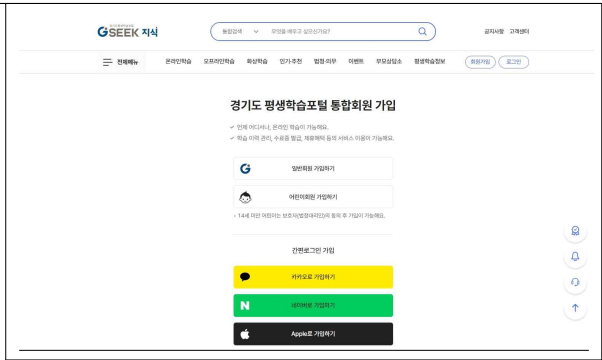 GSEEK 지식
통합검색 무엇을 배우고 싶으신가요?
공지사항 고객센터
전체메뉴 온라인학습 오프라인학습 화상학습 인기·추천 법정·의무 이벤트 부모상담소 평생학습정보 회원가입 로그인
경기도 평생학습포털 통합회원 가입
언제 어디서나, 온라인 학습이 가능해요.
학습 이력 관리, 수료증 발급, 제휴혜택 등의 서비스 이용이 가능해요.
일반회원 가입하기
어린이회원 가입하기
14세 미만 어린이는 보호자(법정대리인)의 동의 후 가입이 가능해요.
간편로그인 가입
카카오로 가입하기
N 네이버로 가입하기
Apple로 가입하기